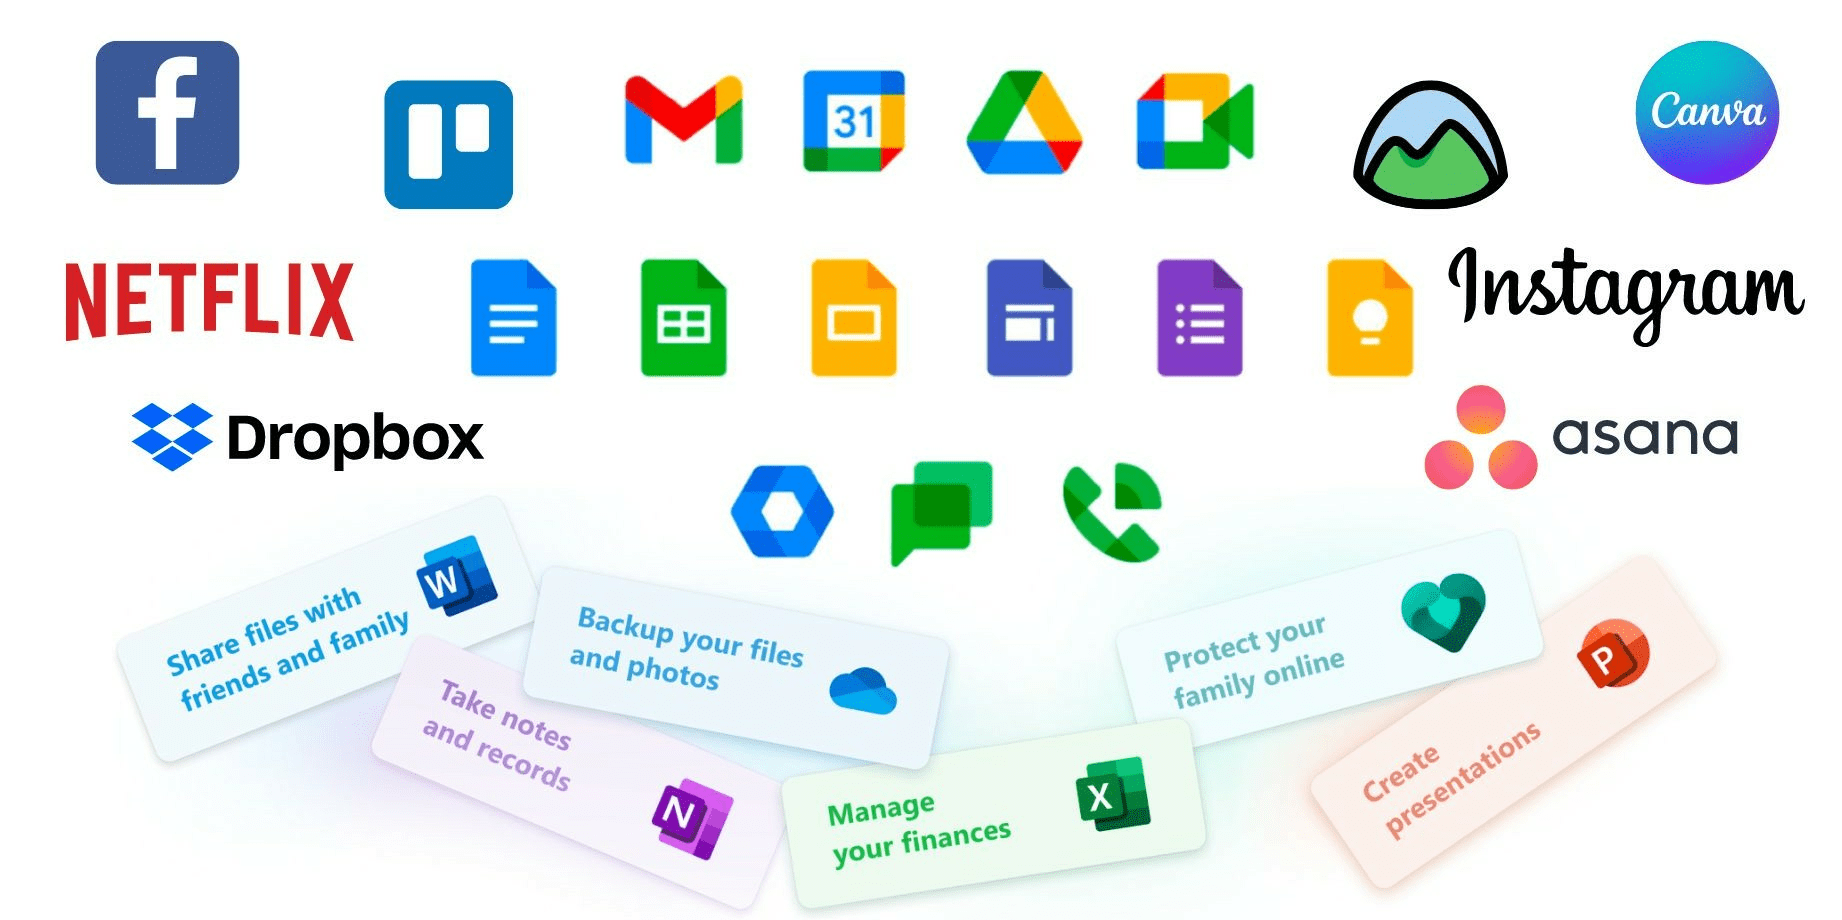 f
31
Canva
NETFLIX
Instagram
Dropbox
asana
W
Share files with
friends and family
Backup your files
and photos
Protect your
family online
P
Take notes
and records
N
Manage
your finances
X
Create
presentations